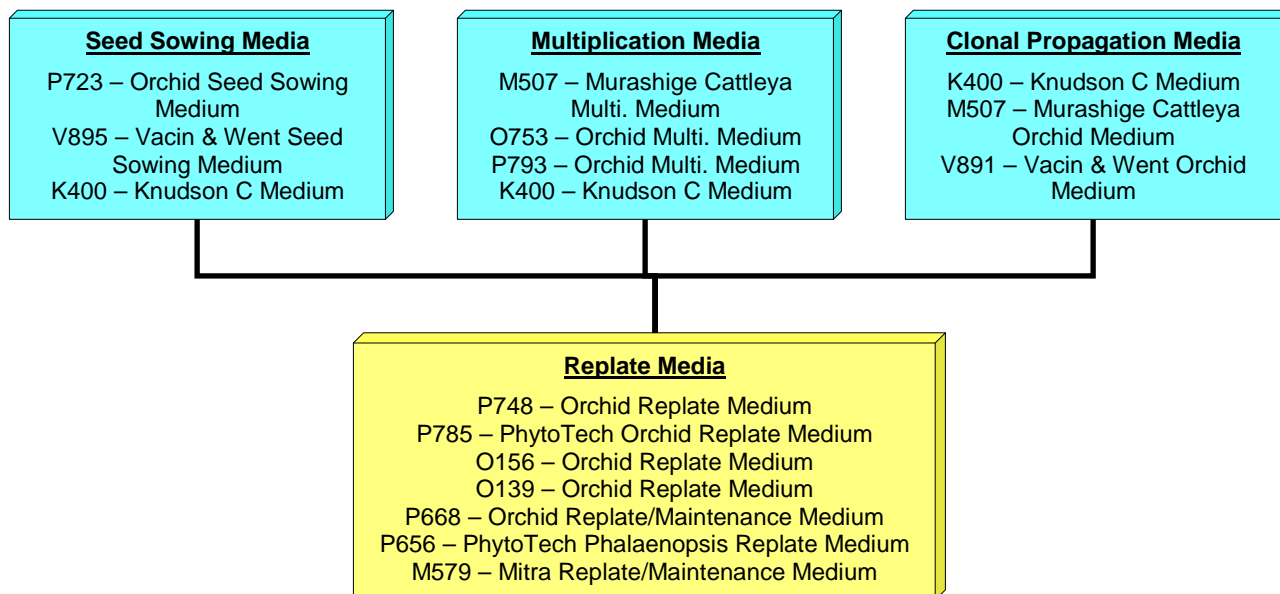 Seed Sowing Media
P723 – Orchid Seed Sowing
Medium
V895 – Vacin & Went Seed
Sowing Medium
K400 – Knudson C Medium
Multiplication Media
M507 – Murashige Cattleya
Multi. Medium
O753 – Orchid Multi. Medium
P793 – Orchid Multi. Medium
K400 – Knudson C Medium
Clonal Propagation Media
K400 – Knudson C Medium
M507 – Murashige Cattleya
Orchid Medium
V891 – Vacin & Went Orchid
Medium
Replate Media
P748 – Orchid Replate Medium
P785 – PhytoTech Orchid Replate Medium
O156 – Orchid Replate Medium
O139 – Orchid Replate Medium
P668 – Orchid Replate/Maintenance Medium
P656 – PhytoTech Phalaenopsis Replate Medium
M579 – Mitra Replate/Maintenance Medium